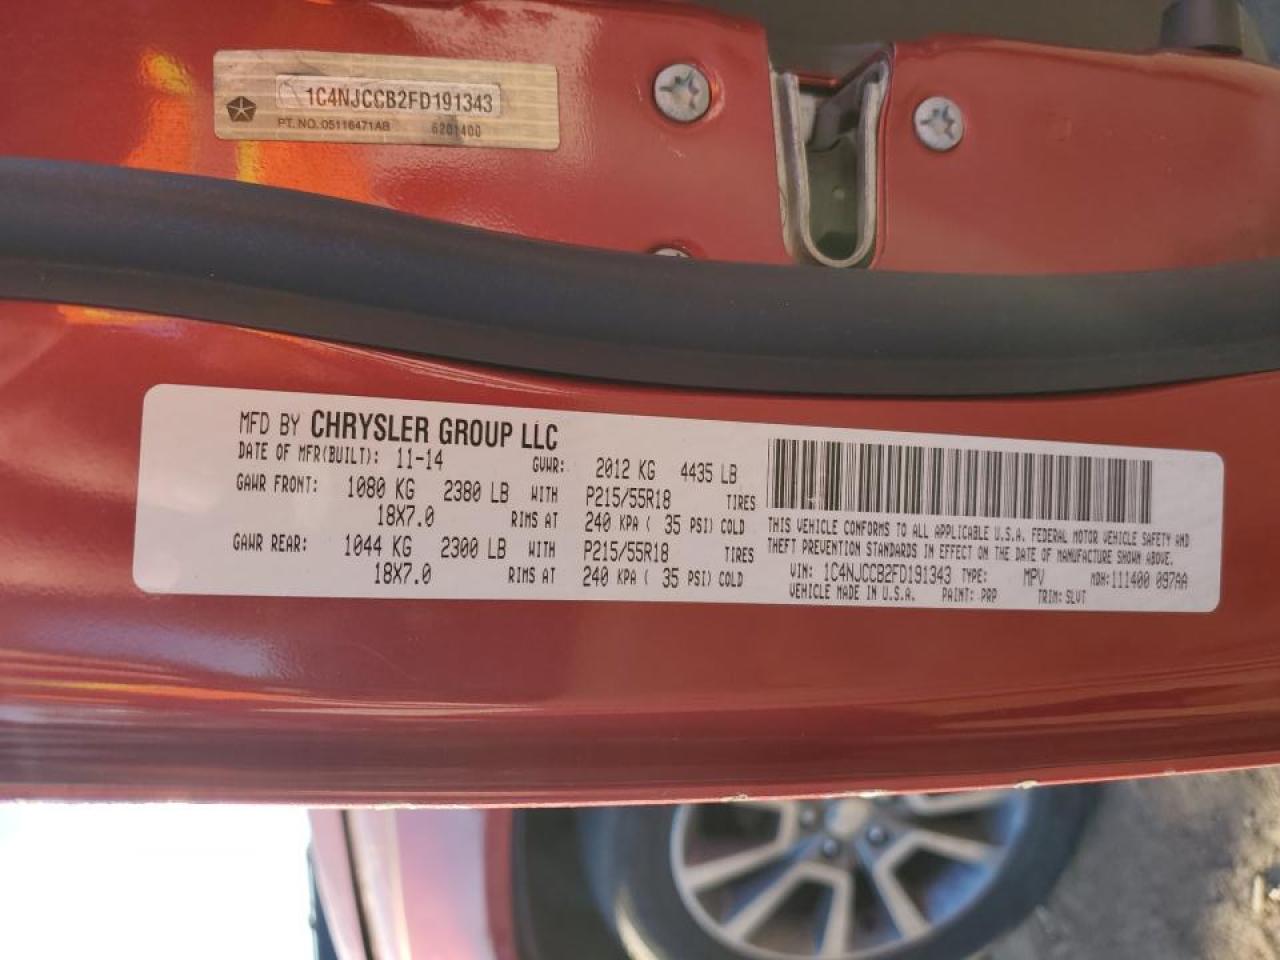 1C4NJCCB2FD191343
PT. NO. 05116471AB 6201400
MFD BY CHRYSLER GROUP LLC
DATE OF MFR(BUILT): 11-14 GVWR: 2012 KG 4435 LB
GAWR FRONT: 1080 KG 2380 LB WITH P215/55R18 TIRES
18X7.0 RIMS AT 240 KPA ( 35 PSI) COLD
GAWR REAR: 1044 KG 2300 LB WITH P215/55R18 TIRES
18X7.0 RIMS AT 240 KPA ( 35 PSI) COLD
THIS VEHICLE CONFORMS TO ALL APPLICABLE U.S.A. FEDERAL MOTOR VEHICLE SAFETY AND
THEFT PREVENTION STANDARDS IN EFFECT ON THE DATE OF MANUFACTURE SHOWN ABOVE.
VIN: 1C4NJCCB2FD191343 TYPE: MPV MDH:111400 097AA
VEHICLE MADE IN U.S.A. PAINT: PRP TRIM: SLVT